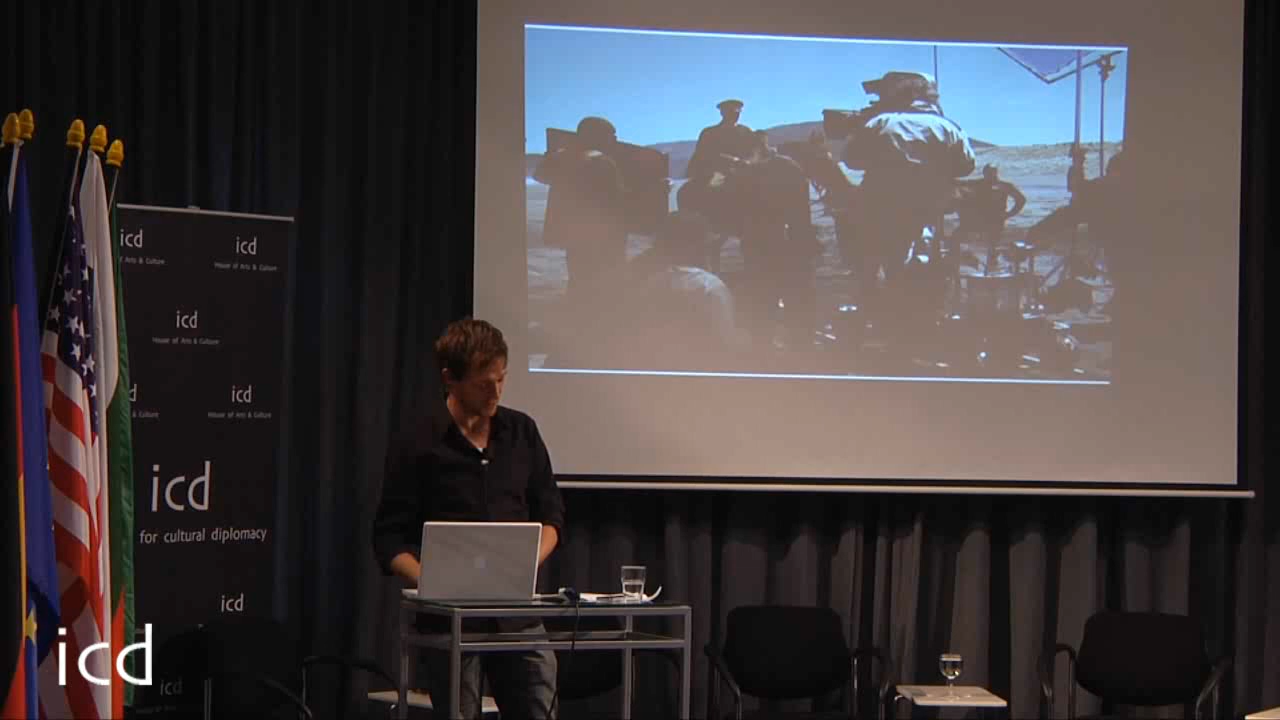 icd
of Arts & Culture
icd
House of Arts & Culture
icd
House of Arts & Culture
d
& Culture
icd
House of Arts & Culture
icd
for cultural diplomacy
icd
icd
icd